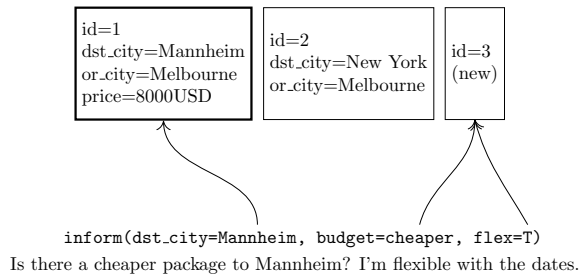 id=1
dst_city=Mannheim
or_city=Melbourne
price=8000USD
id=2
dst_city=New York
or_city=Melbourne
id=3
(new)
inform(dst_city=Mannheim, budget=cheaper, flex=T)
Is there a cheaper package to Mannheim? I'm flexible with the dates.